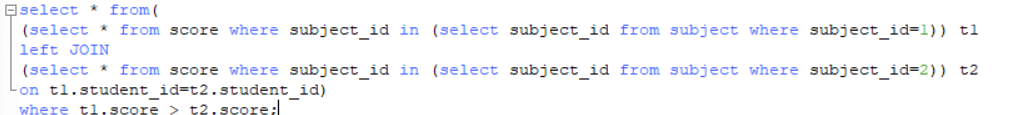 select * from(
(select * from score where subject_id in (select subject_id from subject where subject_id=1)) t1
left JOIN
(select * from score where subject_id in (select subject_id from subject where subject_id=2)) t2
on t1.student_id=t2.student_id)
where t1.score > t2.score;